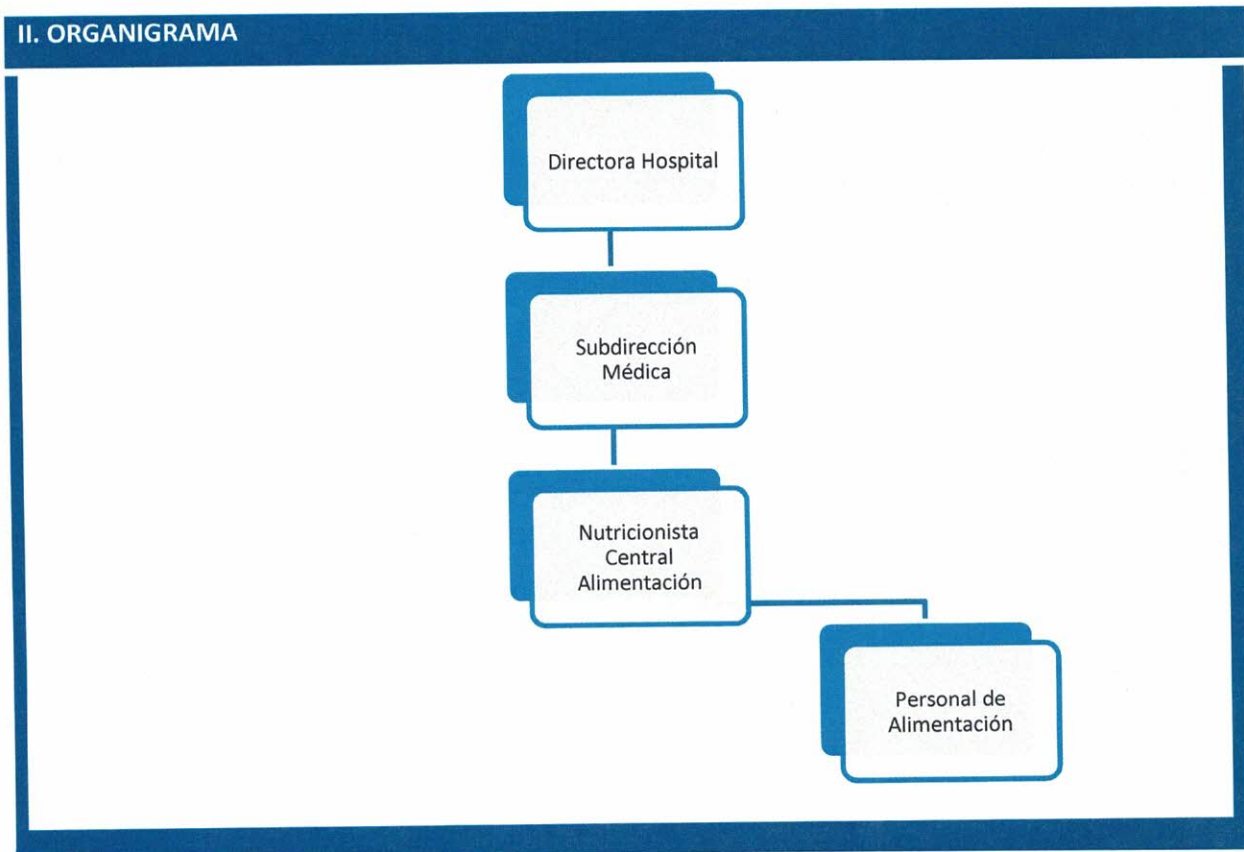 II. ORGANIGRAMA
Directora Hospital
Subdirección
Médica
Nutricionista
Central
Alimentación
Personal de
Alimentación